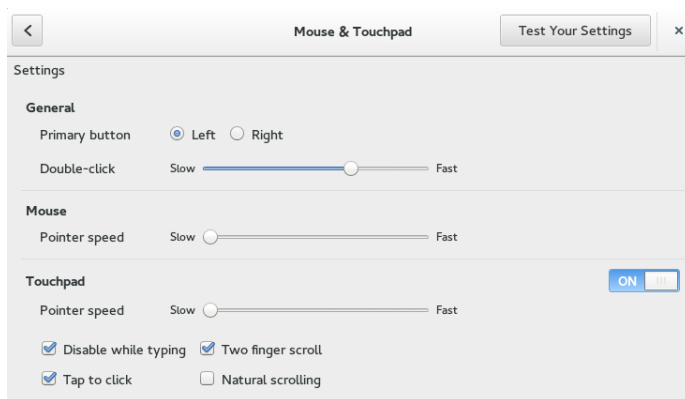 Mouse & Touchpad Test Your Settings
Settings
General
Primary button Left Right
Double-click Slow Fast
Mouse
Pointer speed Slow Fast
Touchpad ON
Pointer speed Slow Fast
Disable while typing Two finger scroll
Tap to click Natural scrolling